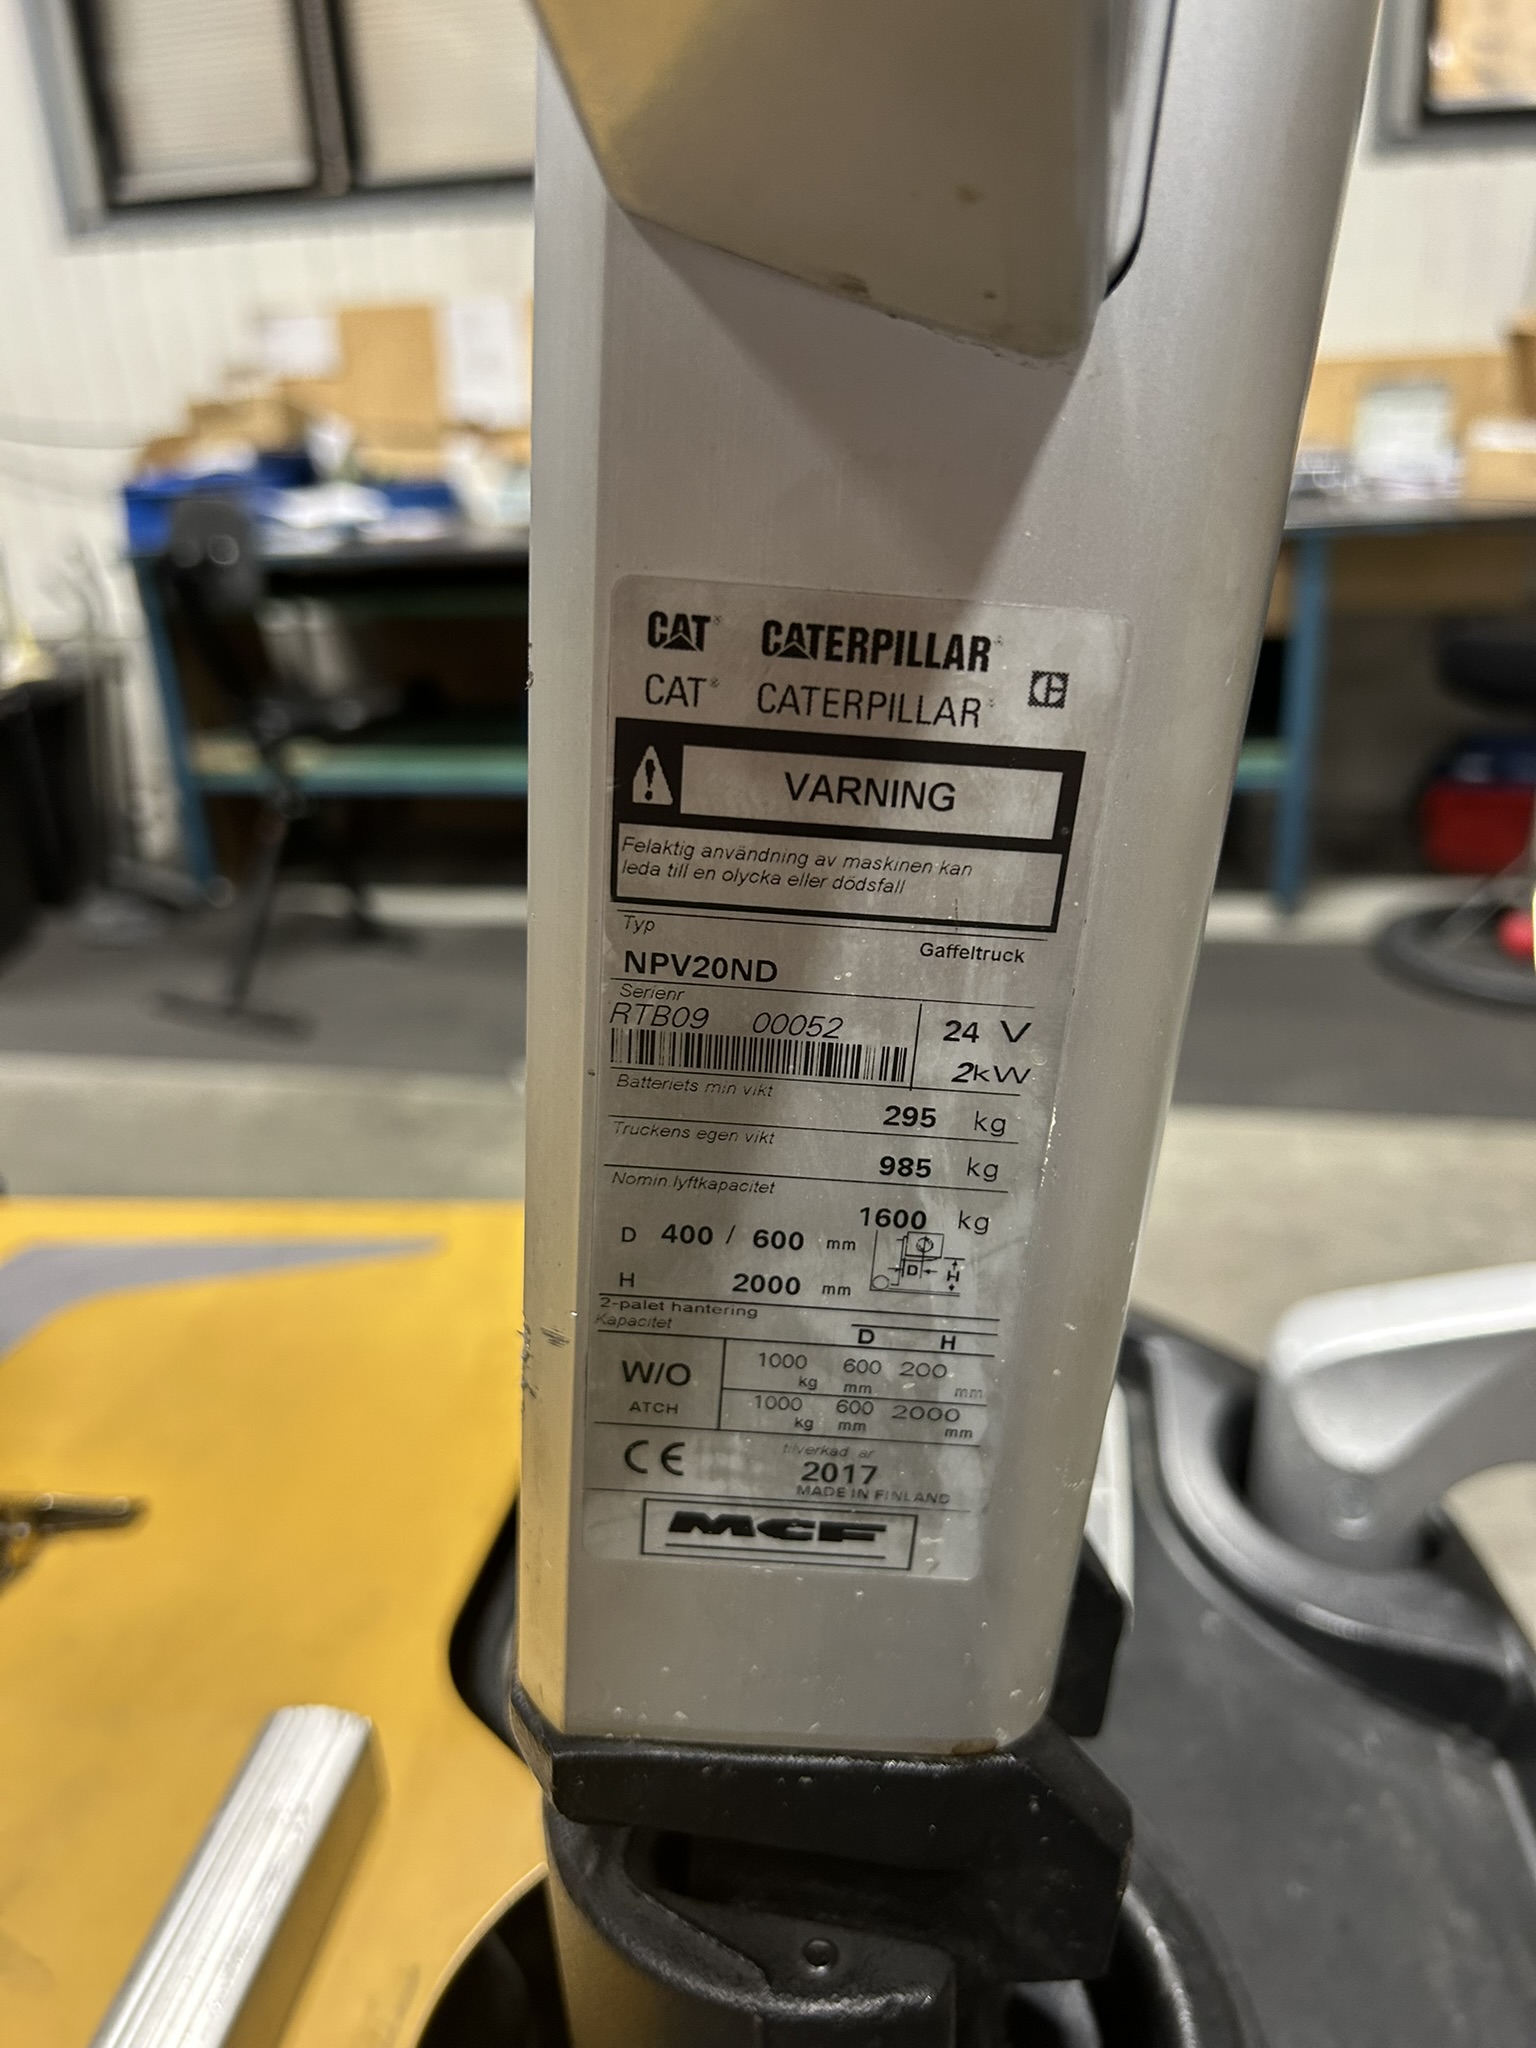 CAT® CATERPILLAR®
CAT® CATERPILLAR®
VARNING
Felaktig användning av maskinen kan
leda till en olycka eller dödsfall
Typ
Gaffeltruck
NPV20ND
Serienr
RTB09 00052
24 V
2kW
Batteriets min vikt
295 kg
Truckens egen vikt
985 kg
Nomin.lyftkapacitet
1600 kg
D 400 / 600 mm
H 2000 mm
D H
2-palet hantering
Kapacitet
D H
W/O
ATCH
1000 kg 600 mm 200 mm
1000 kg 600 mm 2000 mm
CE
tillverkad år
2017
MADE IN FINLAND
MCF